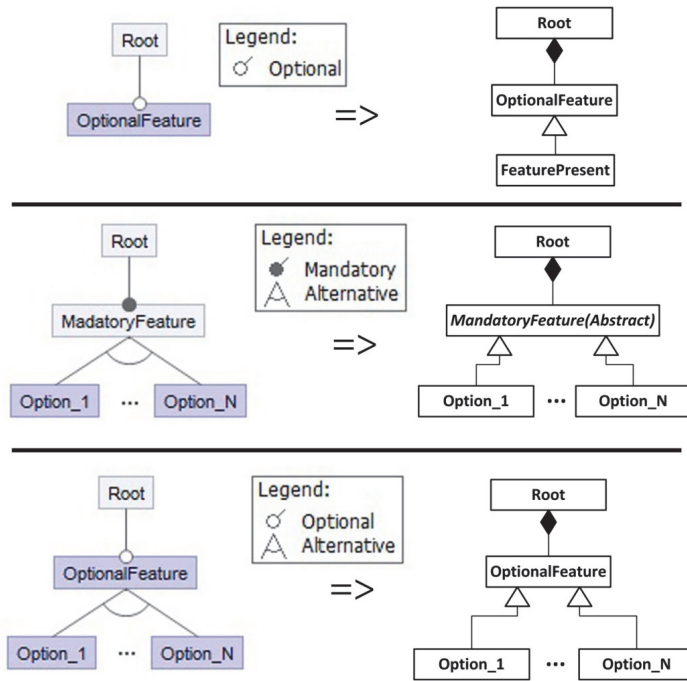 Root
OptionalFeature
Legend:
Optional
=>
Root
OptionalFeature
FeaturePresent
Root
MadatoryFeature
Option_1 ... Option_N
Legend:
Mandatory
Alternative
=>
Root
MandatoryFeature(Abstract)
Option_1 ... Option_N
Root
OptionalFeature
Option_1 ... Option_N
Legend:
Optional
Alternative
=>
Root
OptionalFeature
Option_1 ... Option_N